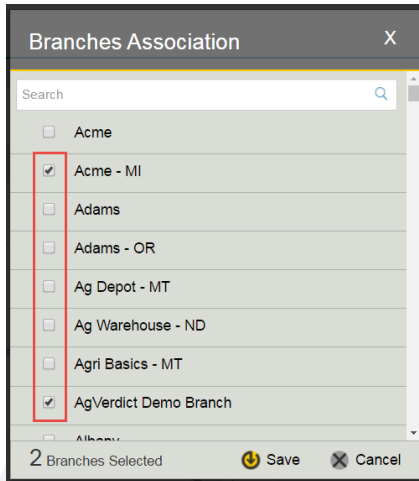 Branches Association X
Search
Acme
Acme - MI
Adams
Adams - OR
Ag Depot - MT
Ag Warehouse - ND
Agri Basics - MT
AgVerdict Demo Branch
Albany
2 Branches Selected Save Cancel